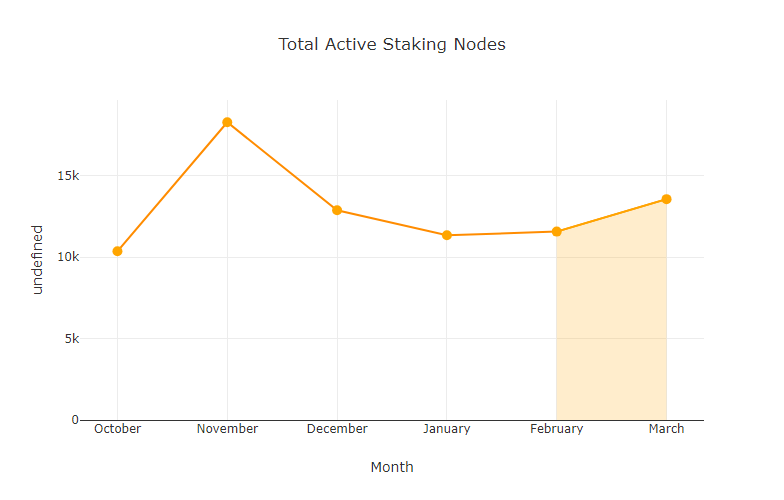 Total Active Staking Nodes
undefined
15k
10k
5k
0
October November December January February March
Month